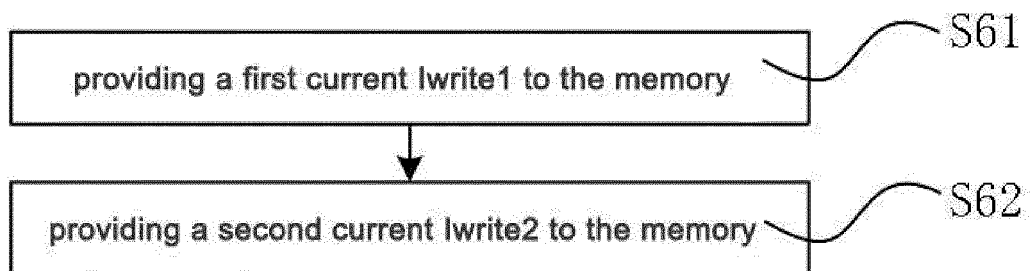 S61
providing a first current Iwrite1 to the memory
S62
providing a second current Iwrite2 to the memory